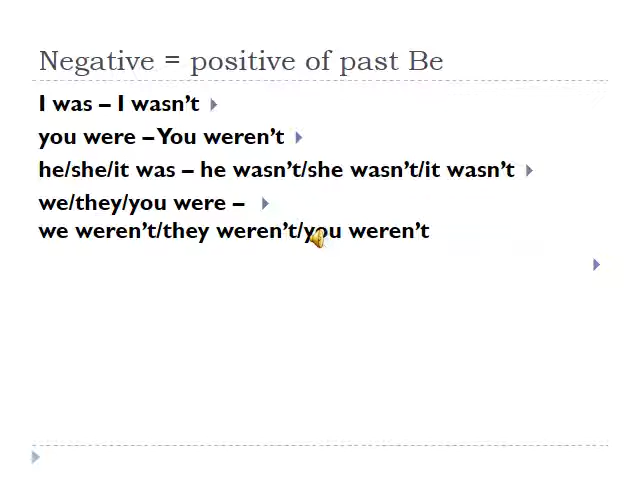 Negative = positive of past Be
I was – I wasn’t
you were – You weren’t
he/she/it was – he wasn’t/she wasn’t/it wasn’t
we/they/you were –
we weren’t/they weren’t/you weren’t